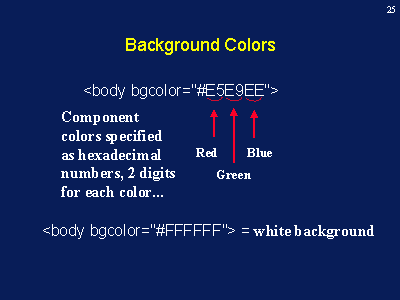 25
Background Colors
<body bgcolor="#E5E9EE">
Component
colors specified
as hexadecimal
numbers, 2 digits
for each color...
Red
Blue
Green
<body bgcolor="#FFFFFF"> = white background